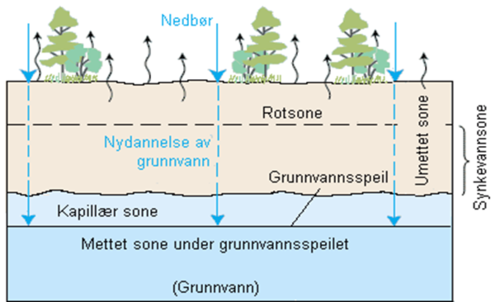 Nedbør
Rotsone
Nydannelse av
grunnvann
Grunnvannsspeil
Umettet sone
Synkevannsone
Kapillær sone
Mettet sone under grunnvannsspeilet
(Grunnvann)